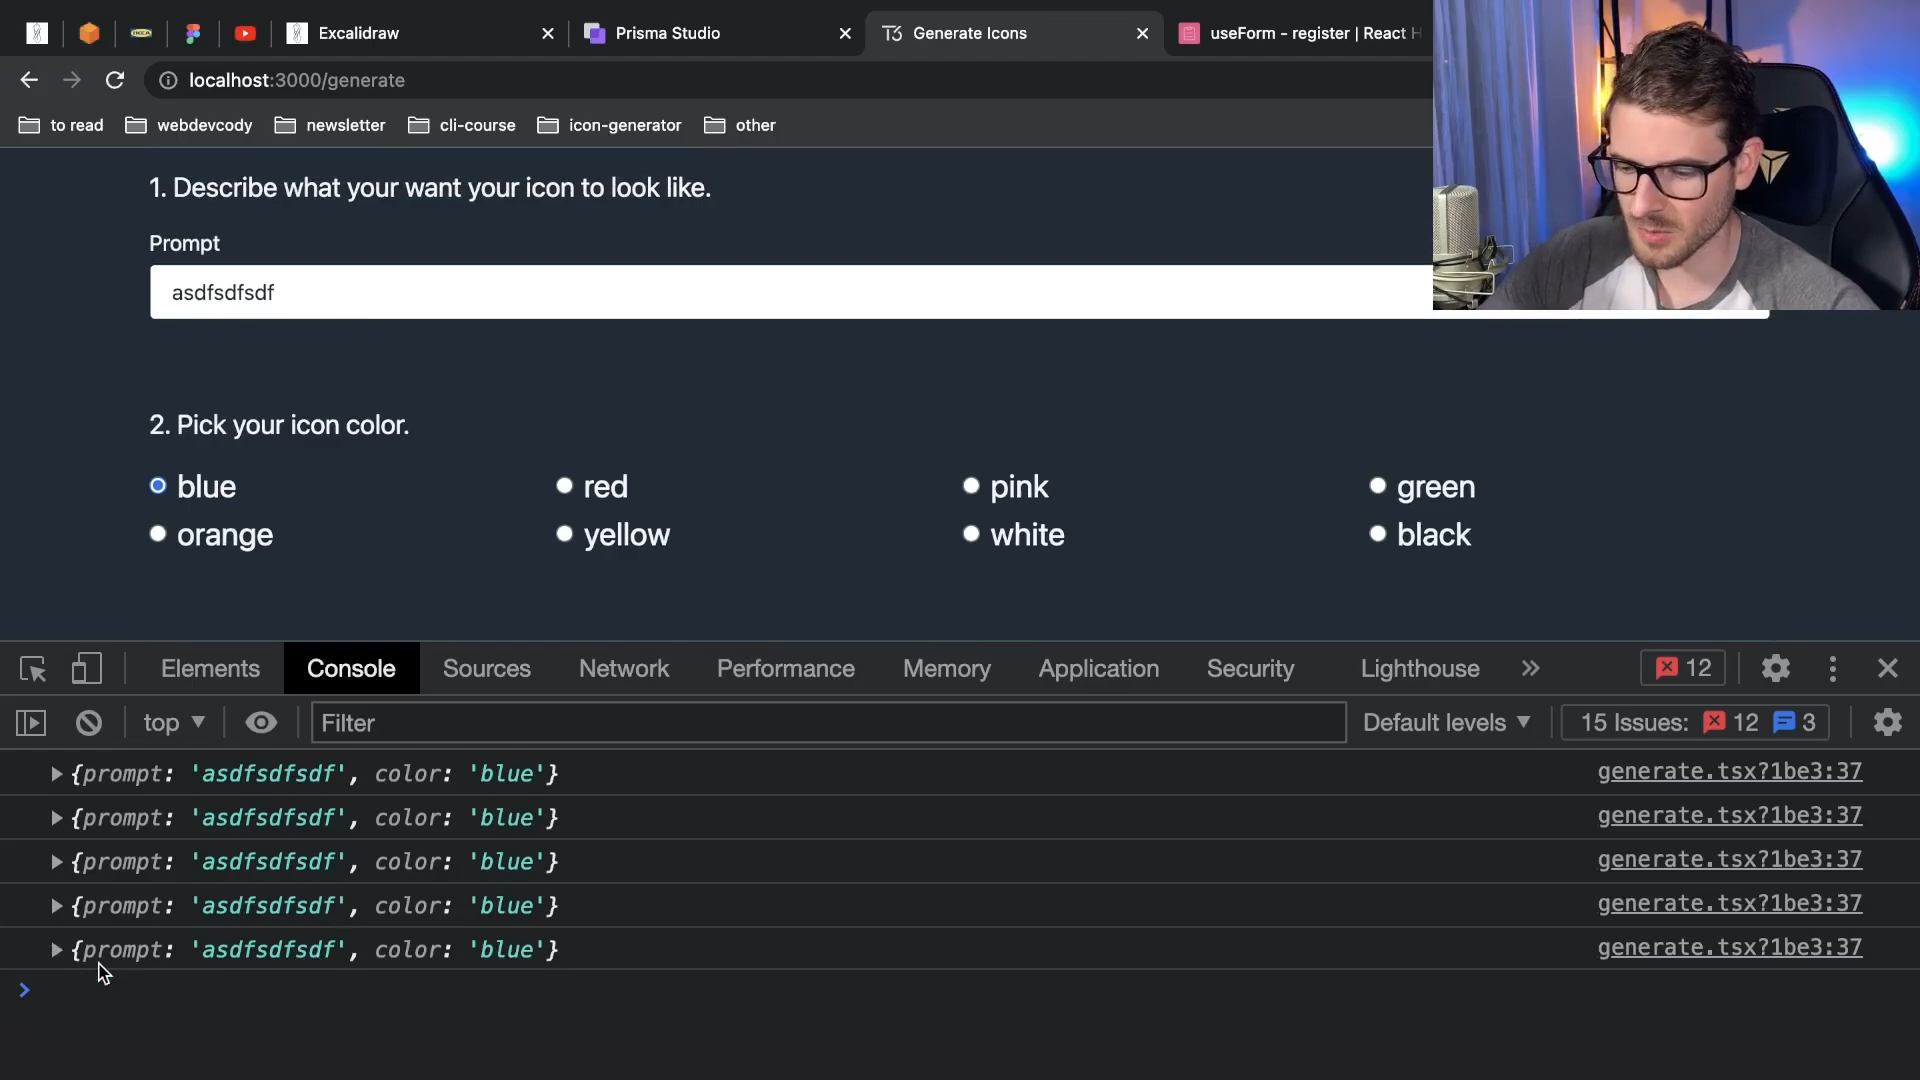 Excalidraw
Prisma Studio
Generate Icons
useForm - register | React H
localhost:3000/generate
to read
webdevcody
newsletter
cli-course
icon-generator
other
1. Describe what your want your icon to look like.
Prompt
asdfsdfsdf
2. Pick your icon color.
blue red pink green
orange yellow white black
Elements Console Sources Network Performance Memory Application Security Lighthouse 12
top Filter Default levels 15 Issues: 12 3
{prompt: 'asdfsdfsdf', color: 'blue'} generate.tsx?1be3:37
{prompt: 'asdfsdfsdf', color: 'blue'} generate.tsx?1be3:37
{prompt: 'asdfsdfsdf', color: 'blue'} generate.tsx?1be3:37
{prompt: 'asdfsdfsdf', color: 'blue'} generate.tsx?1be3:37
{prompt: 'asdfsdfsdf', color: 'blue'} generate.tsx?1be3:37